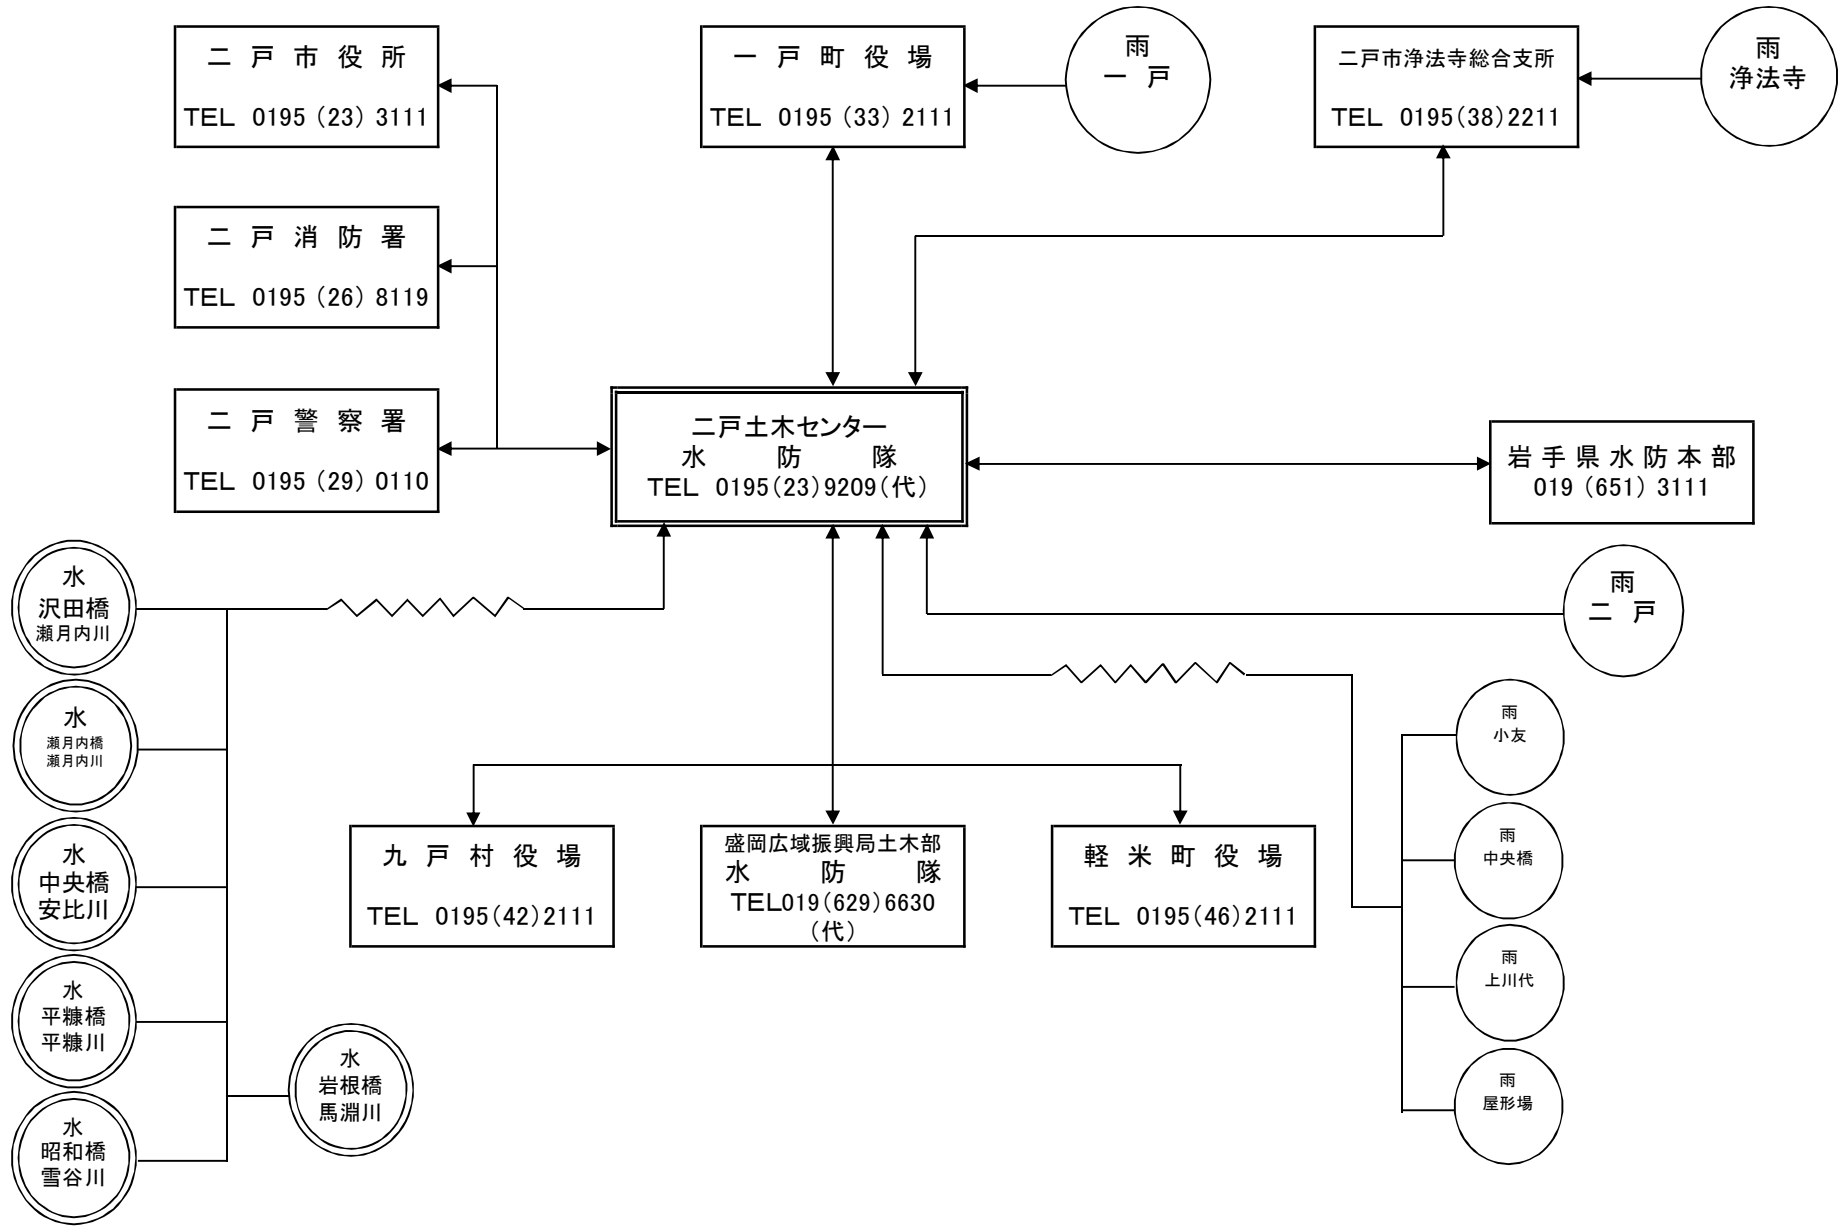 二戸市役所
TEL 0195（23）3111
一戸町役場
TEL 0195（33）2111
雨
一戸
二戸市浄法寺総合支所
TEL 0195(38)2211
雨
浄法寺
二戸消防署
TEL 0195（26）8119
二戸警察署
TEL 0195（29）0110
二戸土木センター
水防隊
TEL 0195(23)9209(代)
岩手県水防本部
019（651）3111
水
沢田橋
瀬月内川
雨
二戸
水
瀬月内橋
瀬月内川
雨
小友
水
中央橋
安比川
九戸村役場
TEL 0195(42)2111
盛岡広域振興局土木部
水防隊
TEL019(629)6630
(代)
軽米町役場
TEL 0195(46)2111
雨
中央橋
水
平糠橋
平糠川
雨
上川代
水
岩根橋
馬淵川
雨
屋形場
水
昭和橋
雪谷川